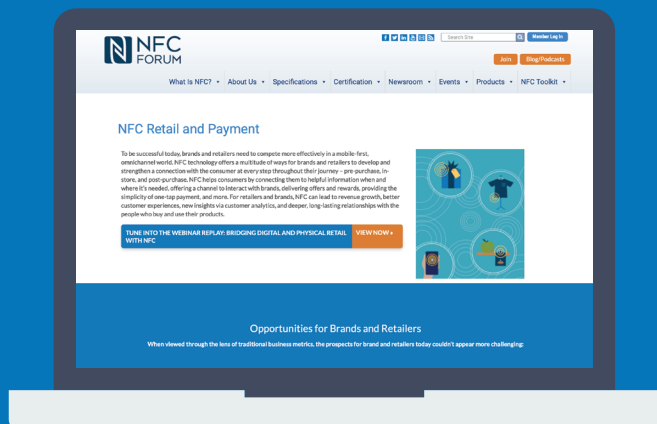 NFC
FORUM
Search Site
Member Log In
Join
Blog/Podcasts
What Is NFC?
About Us
Specifications
Certification
Newsroom
Events
Products
NFC Toolkit
NFC Retail and Payment
To be successful today, brands and retailers need to compete more effectively in a mobile-first,
omnichannel world. NFC technology offers a multitude of ways for brands and retailers to develop and
strengthen a connection with the consumer at every step throughout their journey – pre-purchase, in-
store, and post-purchase. NFC helps consumers by connecting them to helpful information when and
where it's needed, offering a channel to interact with brands, delivering offers and rewards, providing the
simplicity of one-tap payment, and more. For retailers and brands, NFC can lead to revenue growth, better
customer experiences, new insights via customer analytics, and deeper, long-lasting relationships with the
people who buy and use their products.
TUNE INTO THE WEBINAR REPLAY: BRIDGING DIGITAL AND PHYSICAL RETAIL
WITH NFC
VIEW NOW »
Opportunities for Brands and Retailers
When viewed through the lens of traditional business metrics, the prospects for brand and retailers today couldn't appear more challenging: